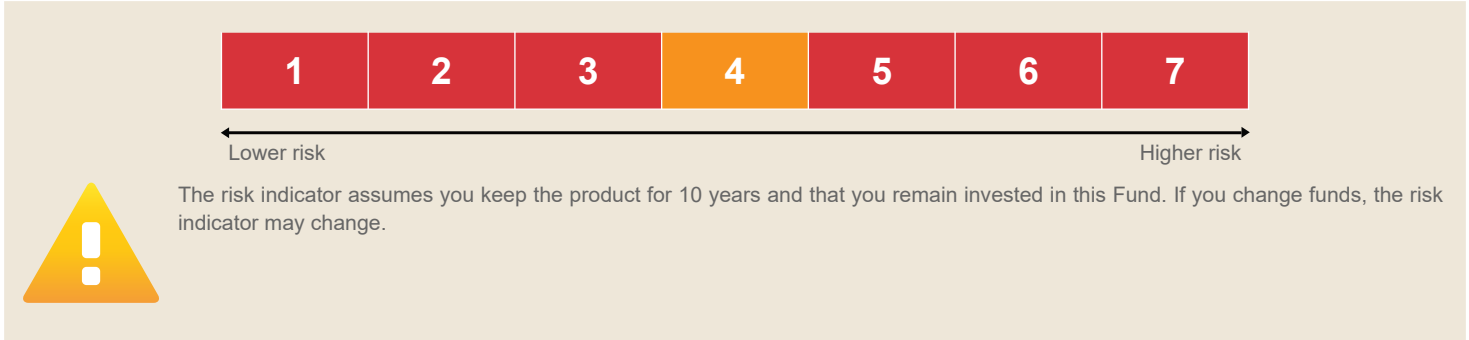 1 2 3 4 5 6 7
Lower risk Higher risk
The risk indicator assumes you keep the product for 10 years and that you remain invested in this Fund. If you change funds, the risk
indicator may change.